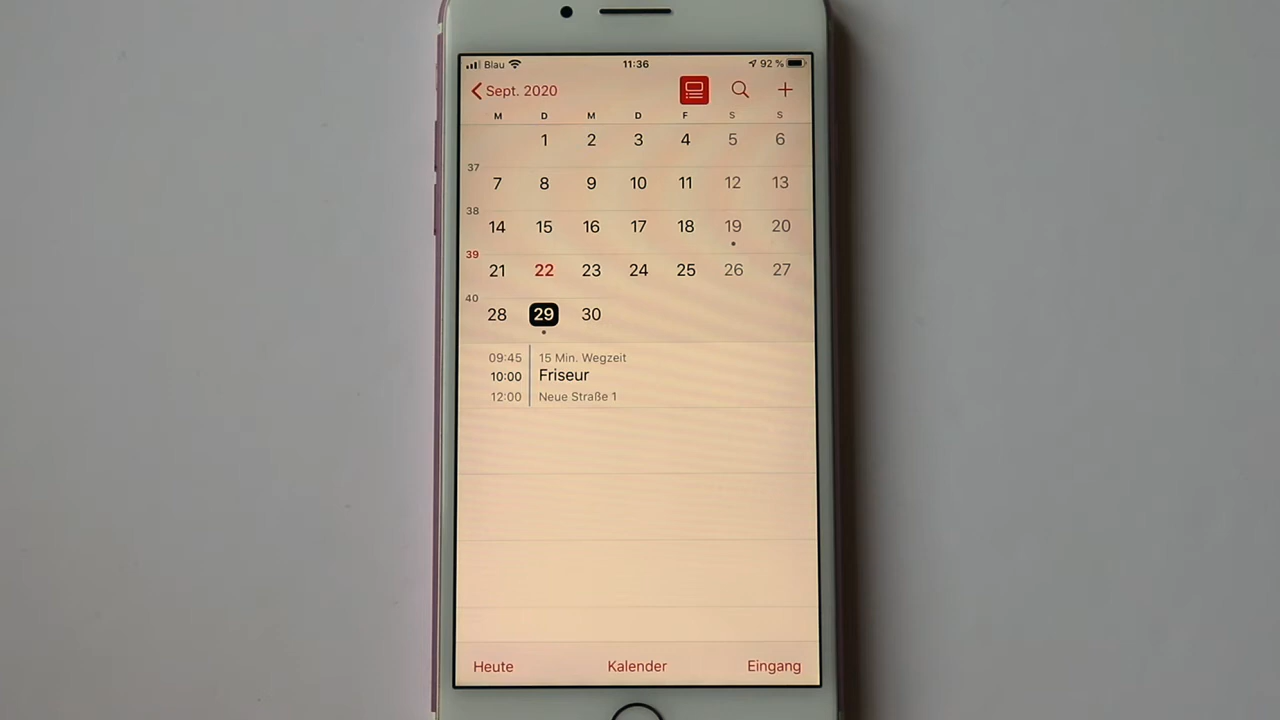 Blau 11:36 92 %
Sept. 2020
M D M D F S S
1 2 3 4 5 6
37
7 8 9 10 11 12 13
38
14 15 16 17 18 19 20
39
21 22 23 24 25 26 27
40
28 29 30
09:45 15 Min. Wegzeit
10:00 Friseur
12:00 Neue Straße 1
Heute Kalender Eingang